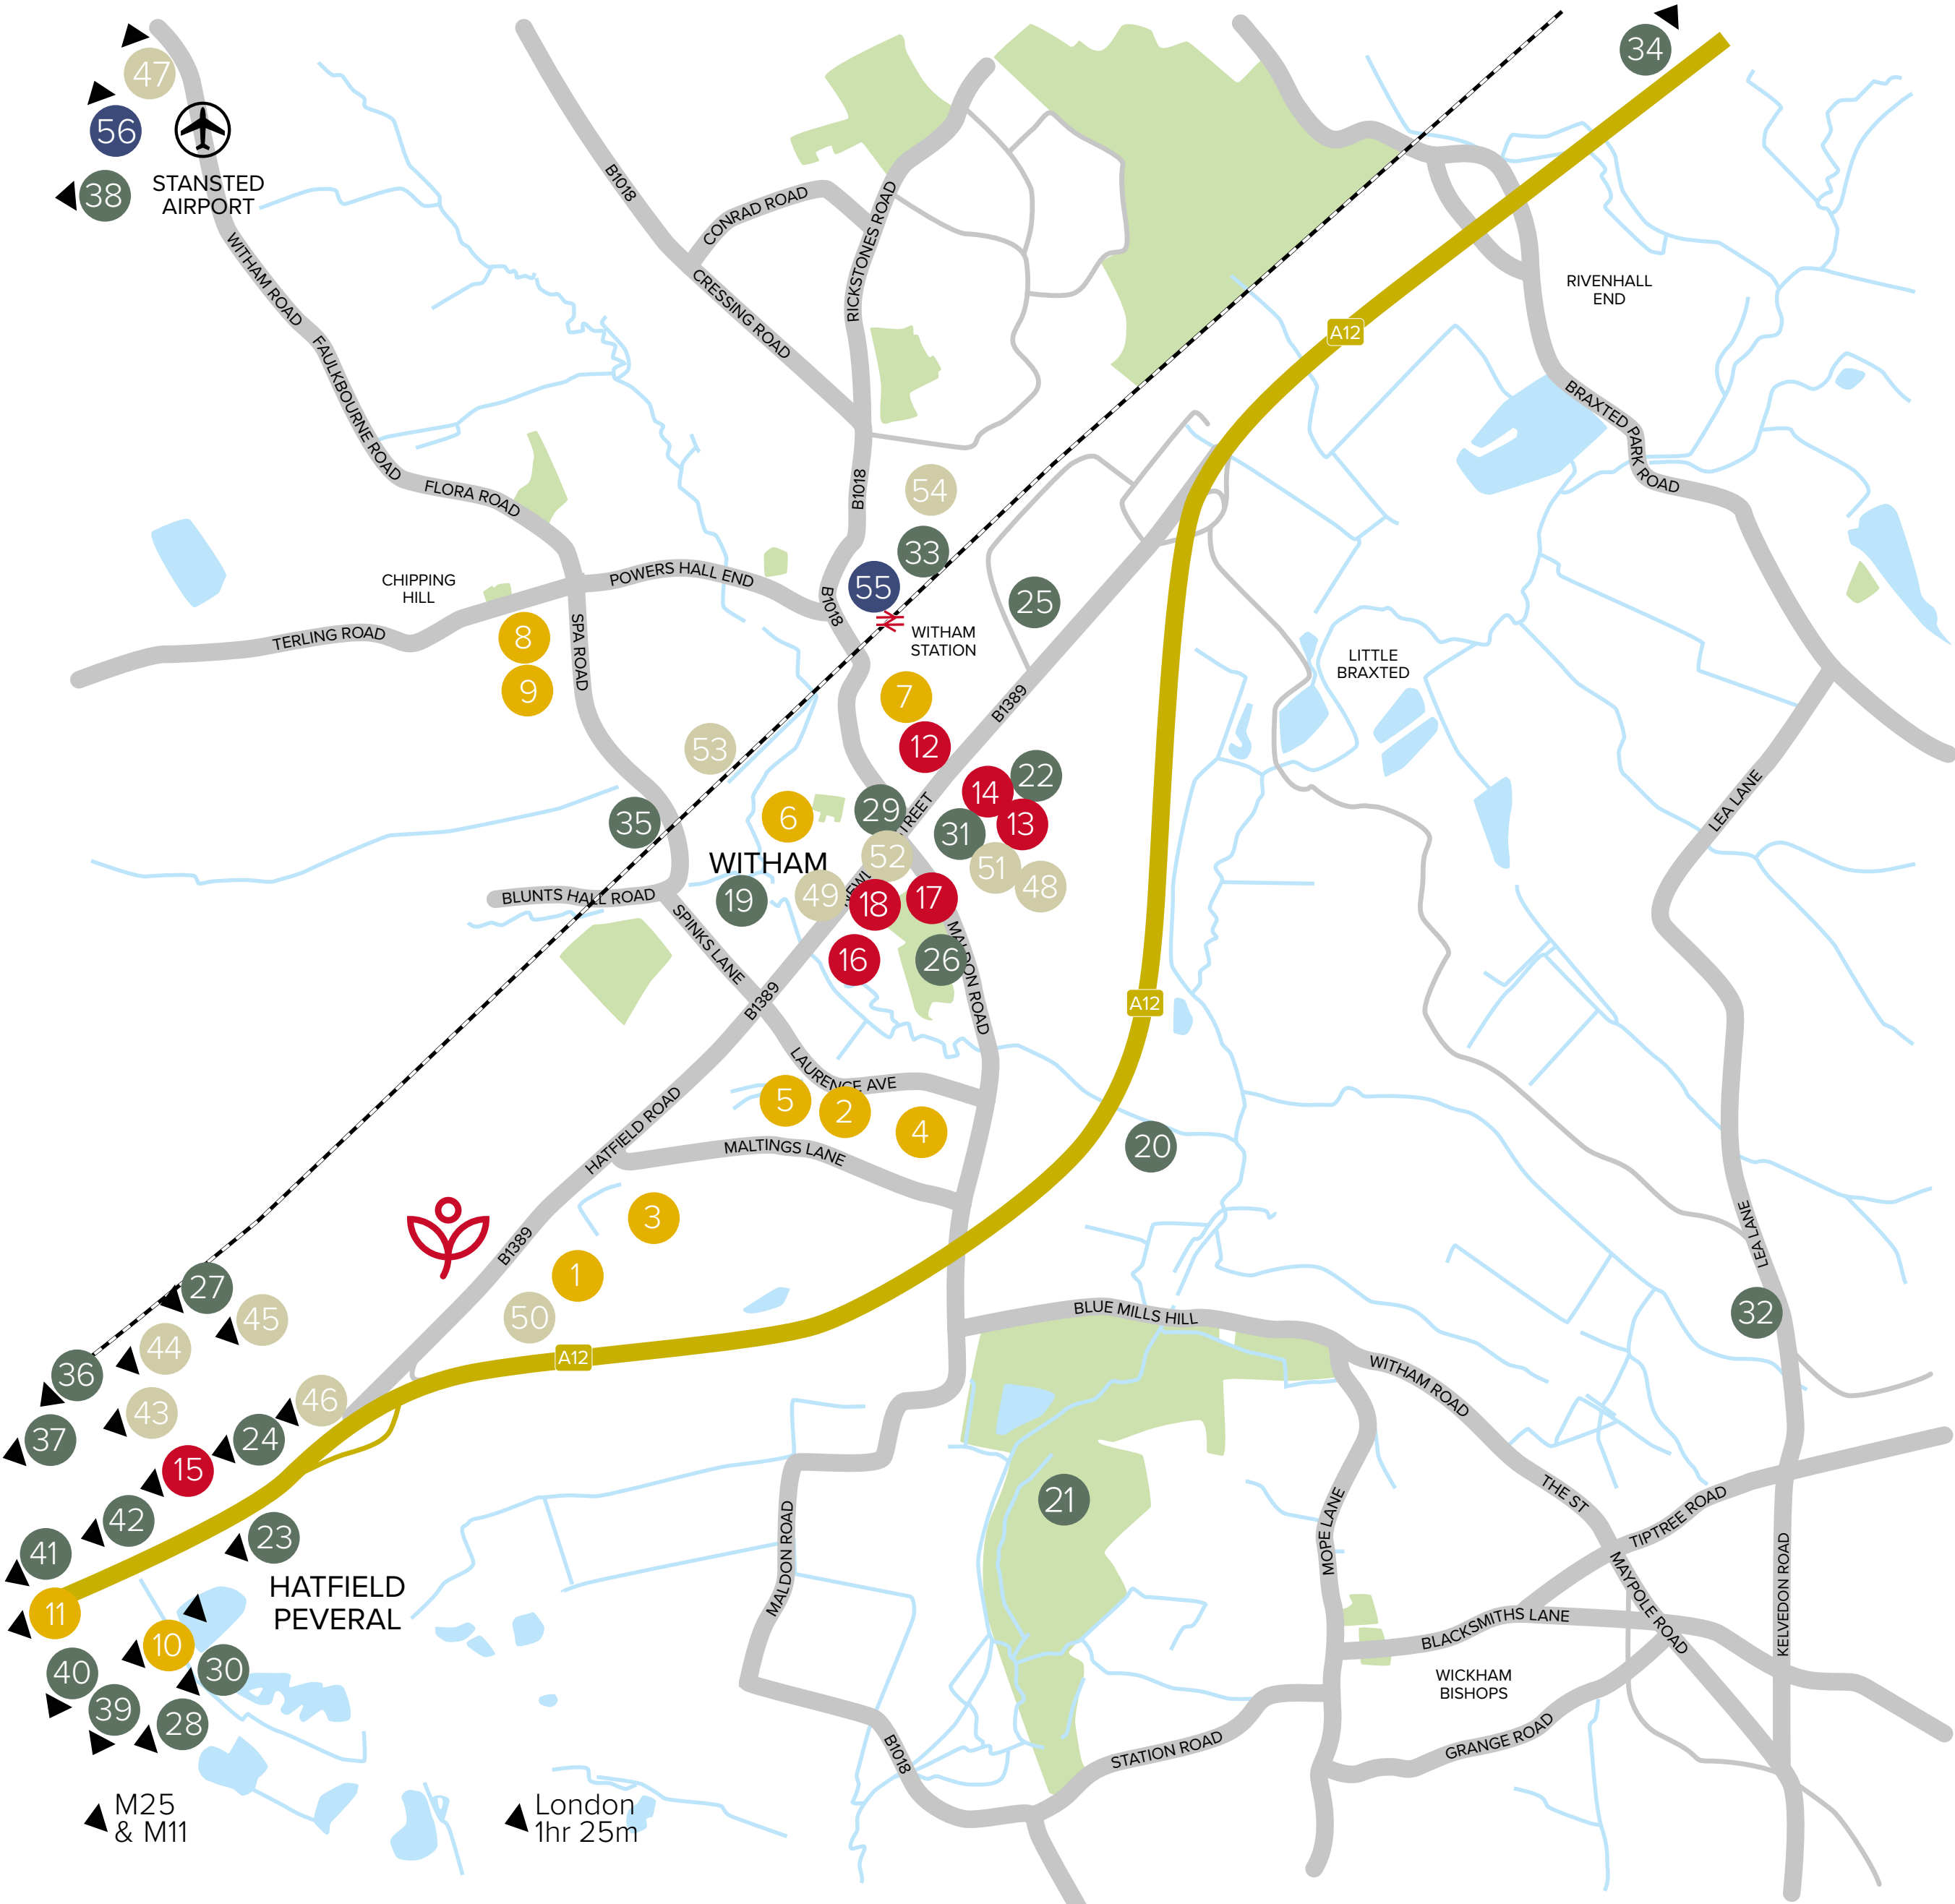 34
47
56
38
STANSTED
AIRPORT
B1018
CONRAD ROAD
RICKSTONES ROAD
WITHAM ROAD
CRESSING ROAD
RIVENHALL
END
A12
FAULKBOURNE ROAD
BRAXTED PARK ROAD
FLORA ROAD
B1018
54
33
55
25
CHIPPING
HILL
POWERS HALL END
B1018
WITHAM
STATION
TERLING ROAD
SPA ROAD
8
9
LITTLE
BRAXTED
7
12
B1389
53
22
14
13
35
6
29
31
LEA LANE
WITHAM
52
51
48
BLUNTS HALL ROAD
19
49
18
17
SPINKS LANE
16
26
MALDON ROAD
B1389
A12
LAURENCE AVE
5
2
4
HATFIELD ROAD
MALTINGS LANE
20
3
B1389
LEA LANE
1
27
45
50
BLUE MILLS HILL
32
44
A12
36
WITHAM ROAD
43
46
37
24
15
21
THE ST
TIPTREE ROAD
42
41
23
MALDON ROAD
MOPE LANE
MAYPOLE ROAD
KELVEDON ROAD
HATFIELD
PEVERAL
11
10
BLACKSMITHS LANE
40
30
WICKHAM
BISHOPS
39
28
B1018
STATION ROAD
GRANGE ROAD
M25
& M11
London
1hr 25m